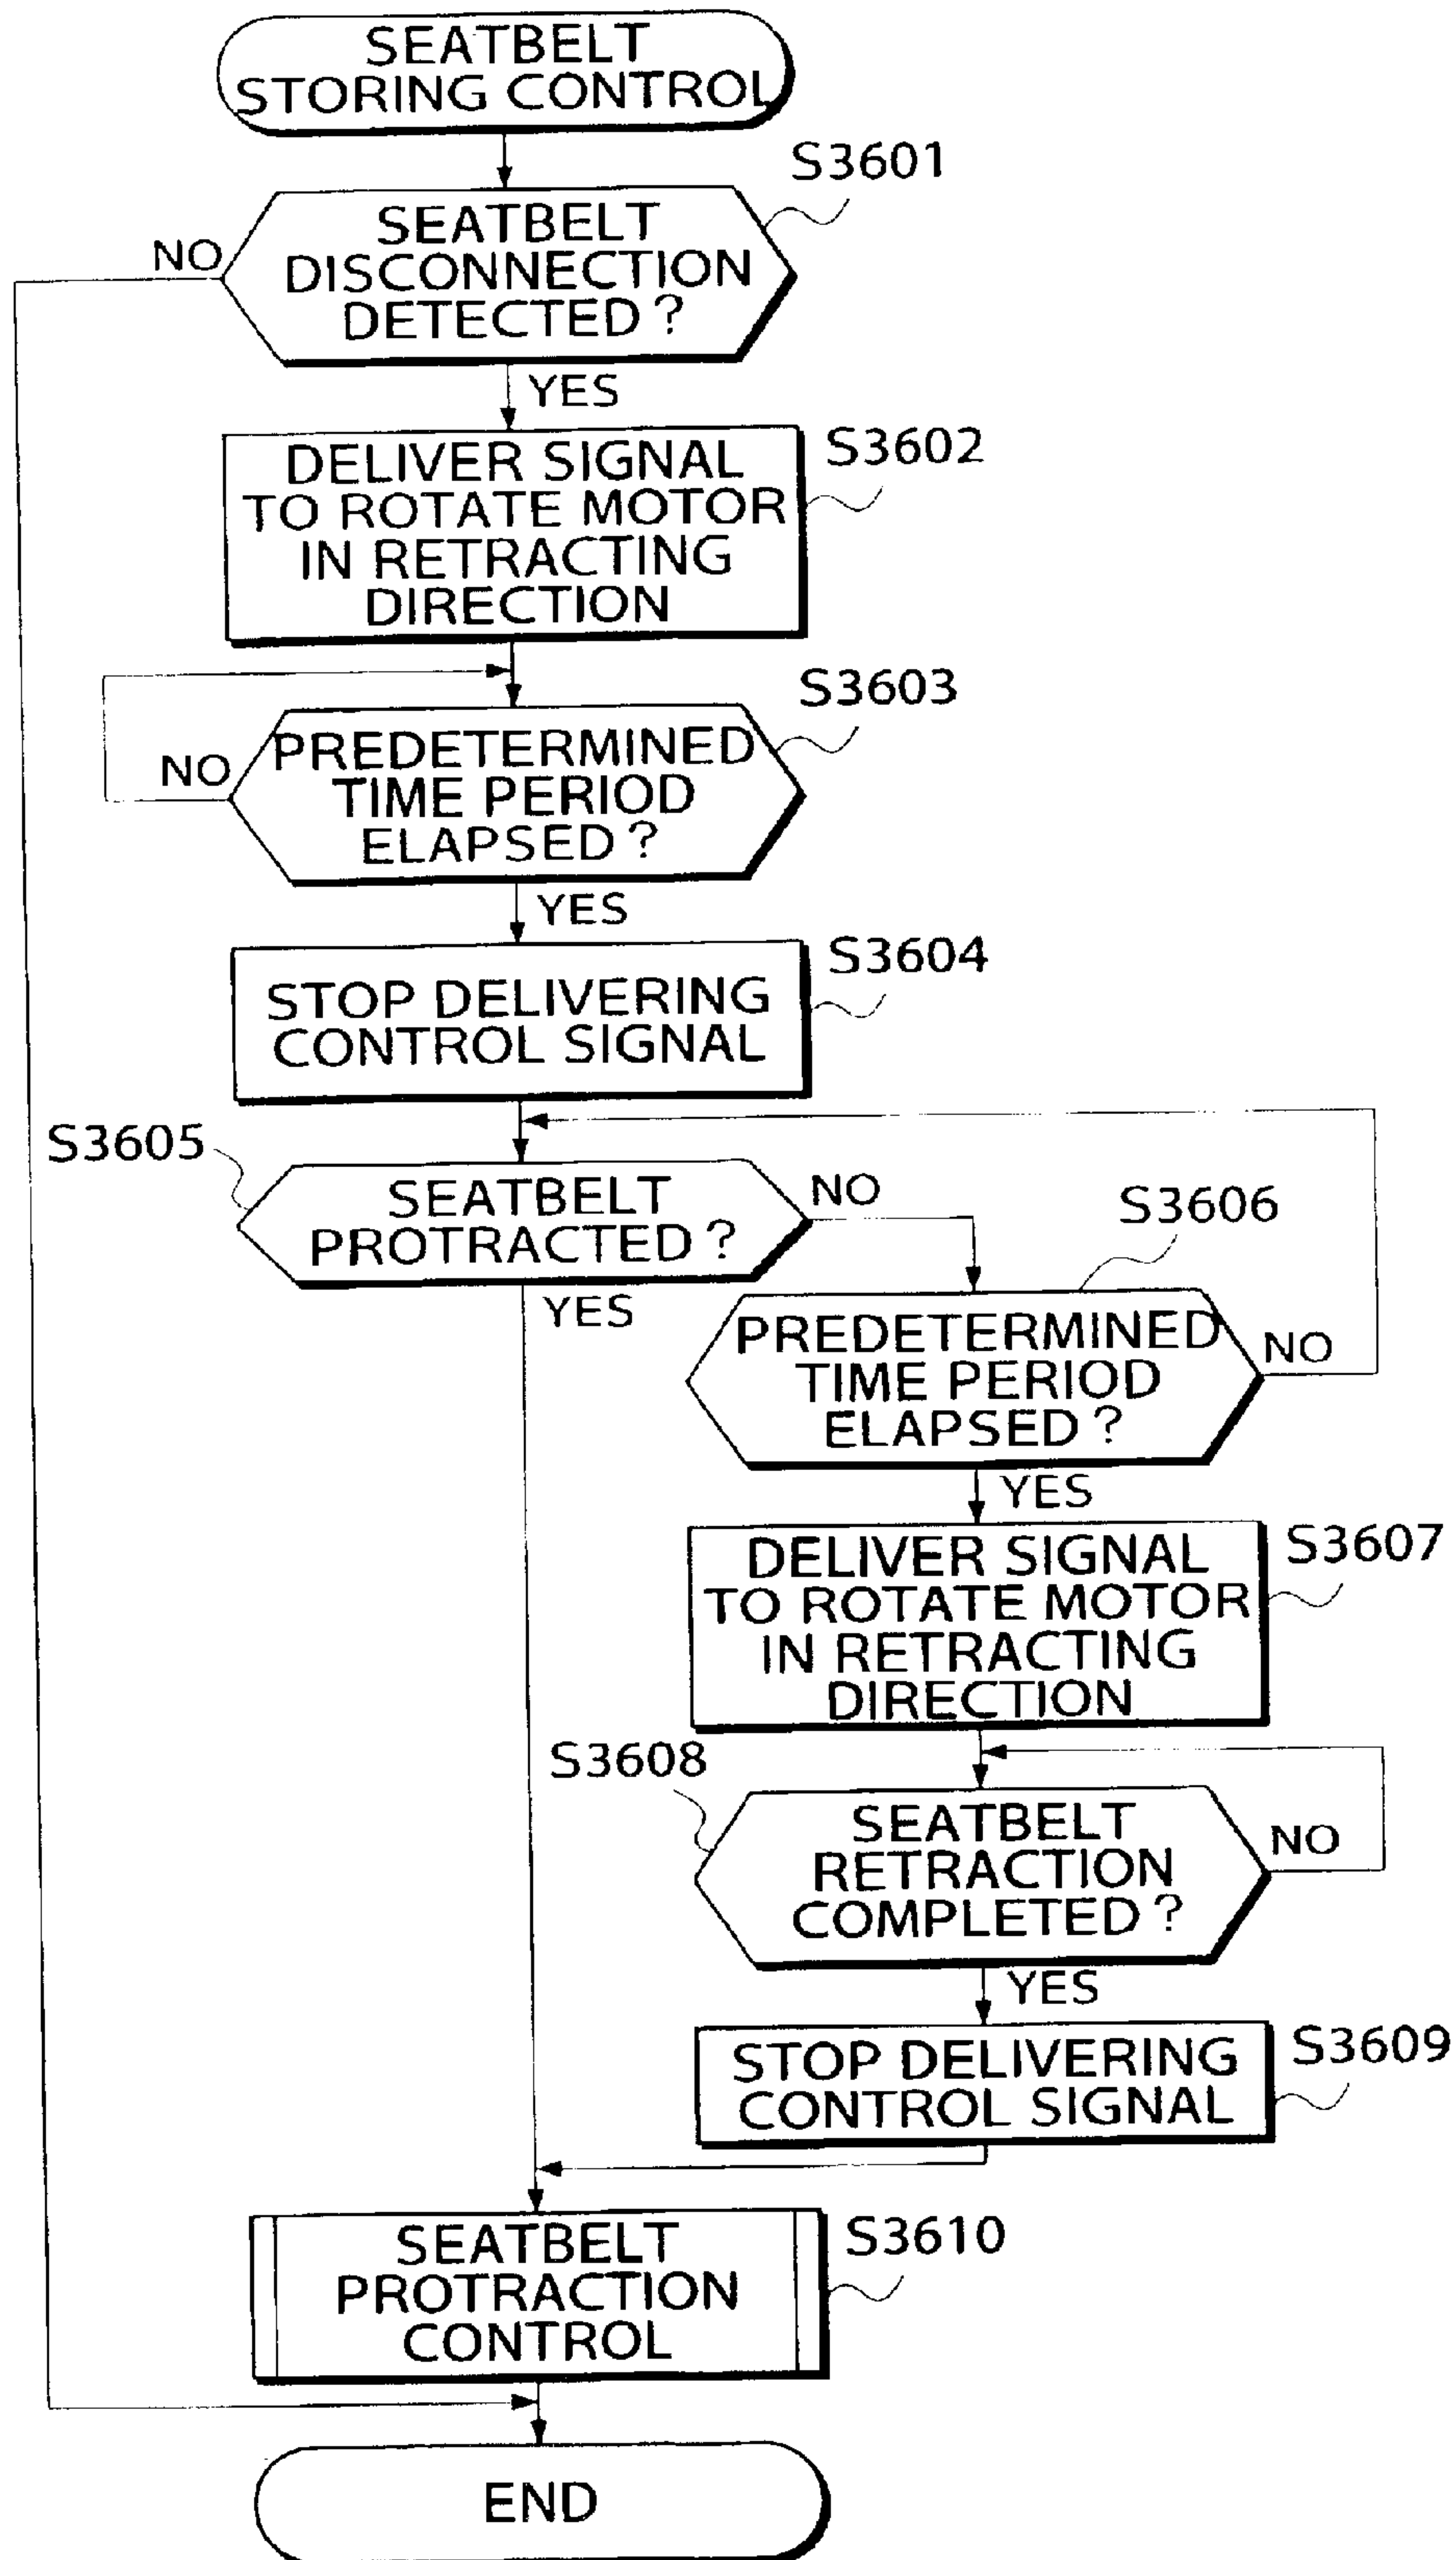 SEATBELT
STORING CONTROL
S3601
SEATBELT
DISCONNECTION
DETECTED?
NO
YES
S3602
DELIVER SIGNAL
TO ROTATE MOTOR
IN RETRACTING
DIRECTION
S3603
PREDETERMINED
TIME PERIOD
ELAPSED?
NO
YES
S3604
STOP DELIVERING
CONTROL SIGNAL
S3605
SEATBELT
PROTRACTED?
NO
YES
S3606
PREDETERMINED
TIME PERIOD
ELAPSED?
NO
YES
S3607
DELIVER SIGNAL
TO ROTATE MOTOR
IN RETRACTING
DIRECTION
S3608
SEATBELT
RETRACTION
COMPLETED?
NO
YES
S3609
STOP DELIVERING
CONTROL SIGNAL
S3610
SEATBELT
PROTRACTION
CONTROL
END